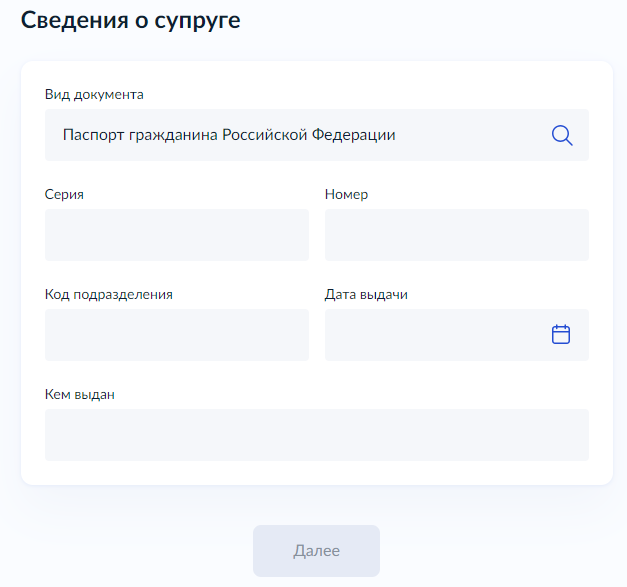 Сведения о супруге
Вид документа
Паспорт гражданина Российской Федерации
Серия
Номер
Код подразделения
Дата выдачи
Кем выдан
Далее